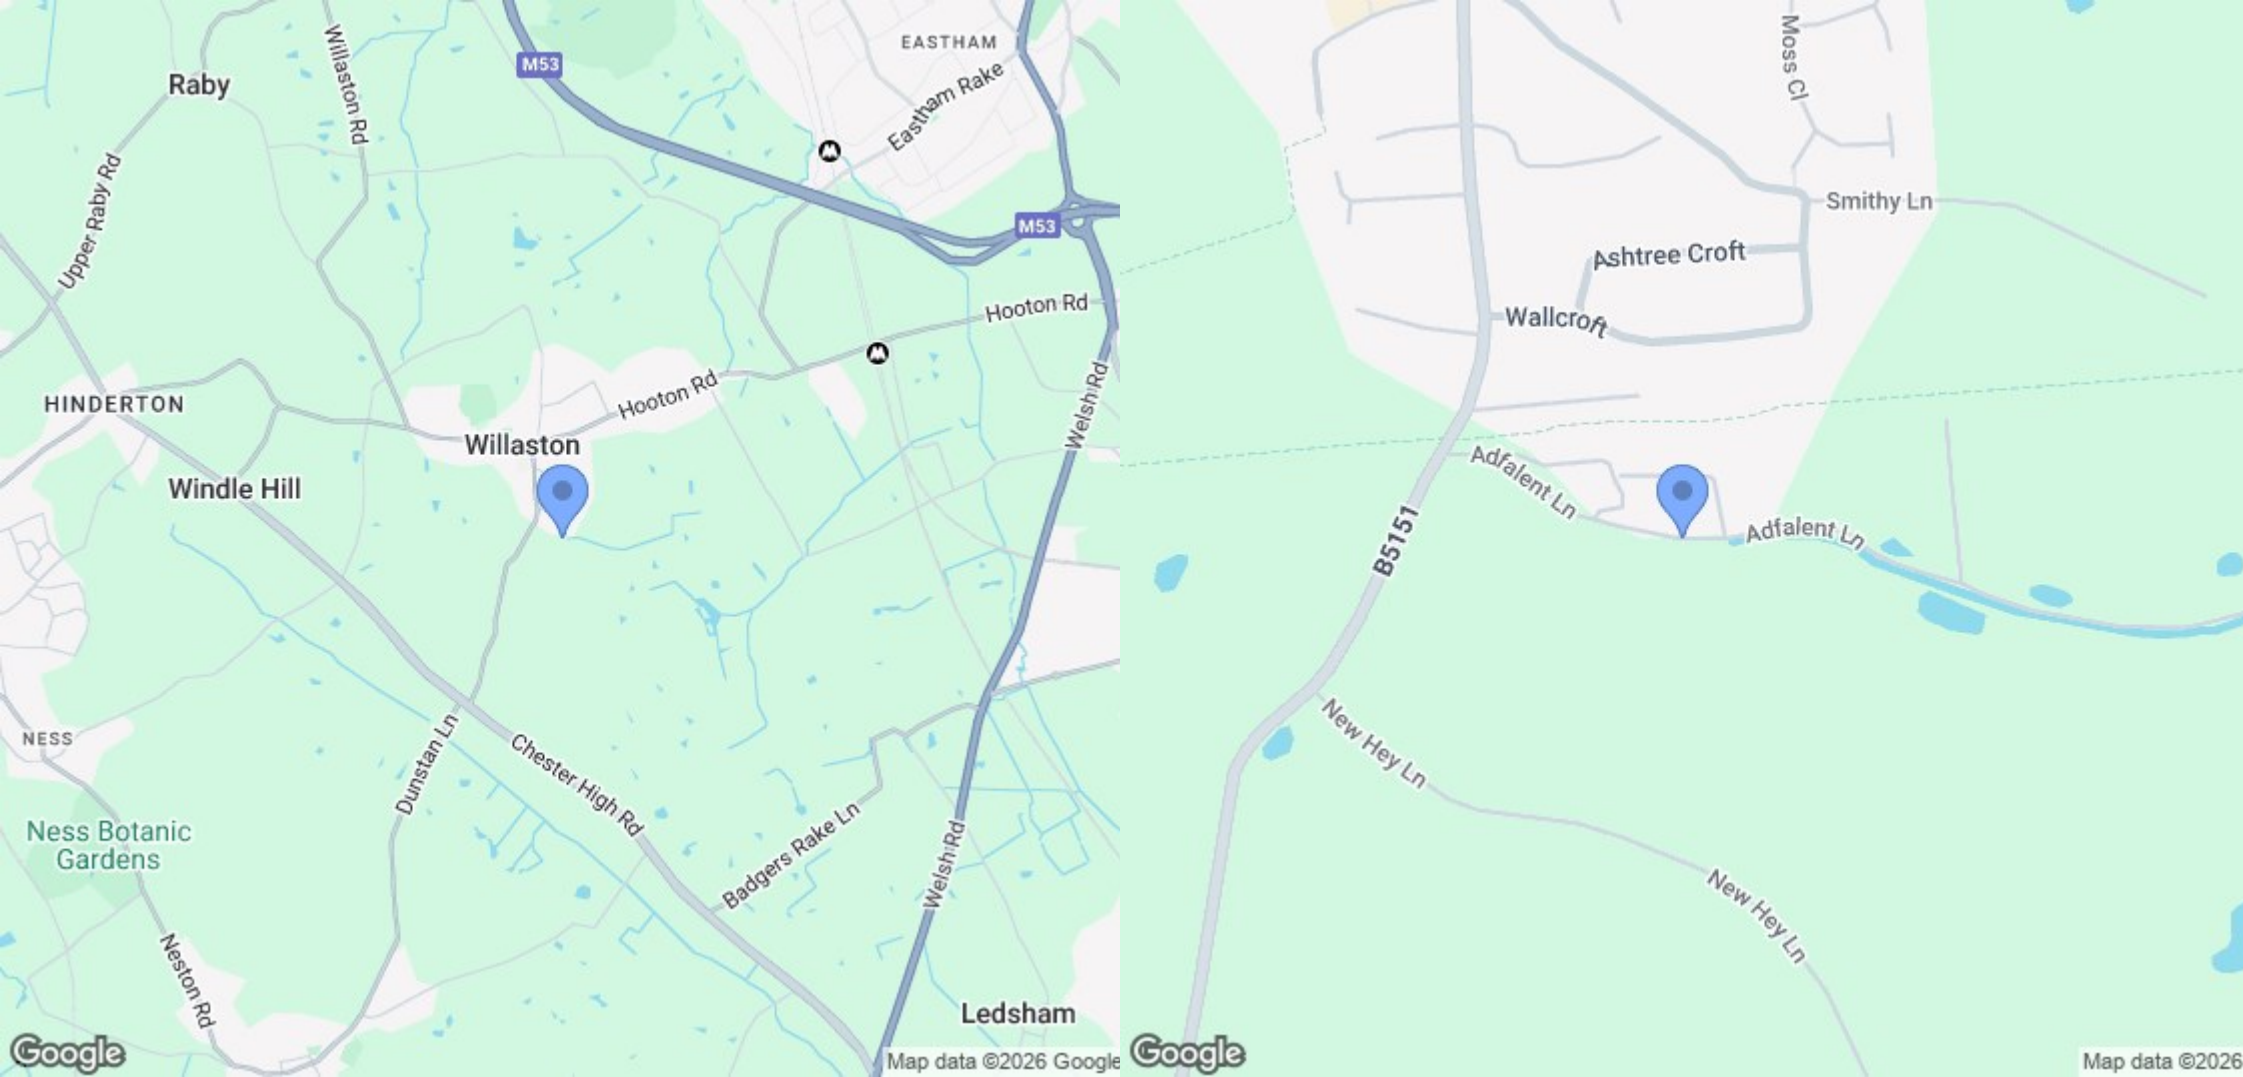 EASTHAM
M53
Willaston Rd
Eastham Rake
Raby
Upper Raby Rd
M53
Hooton Rd
Welsh Rd
Hooton Rd
HINDERTON
Willaston
Windle Hill
NESS
Dunstan Ln
Chester High Rd
Ness Botanic
Gardens
Badgers Rake Ln
Welsh Rd
Neston Rd
Ledsham
Google
Map data ©2026 Google
Moss Cl
Smithy Ln
Ashtree Croft
Wallcroft
Adfalent Ln
B5151
Adfalent Ln
New Hey Ln
New Hey Ln
Google
Map data ©2026